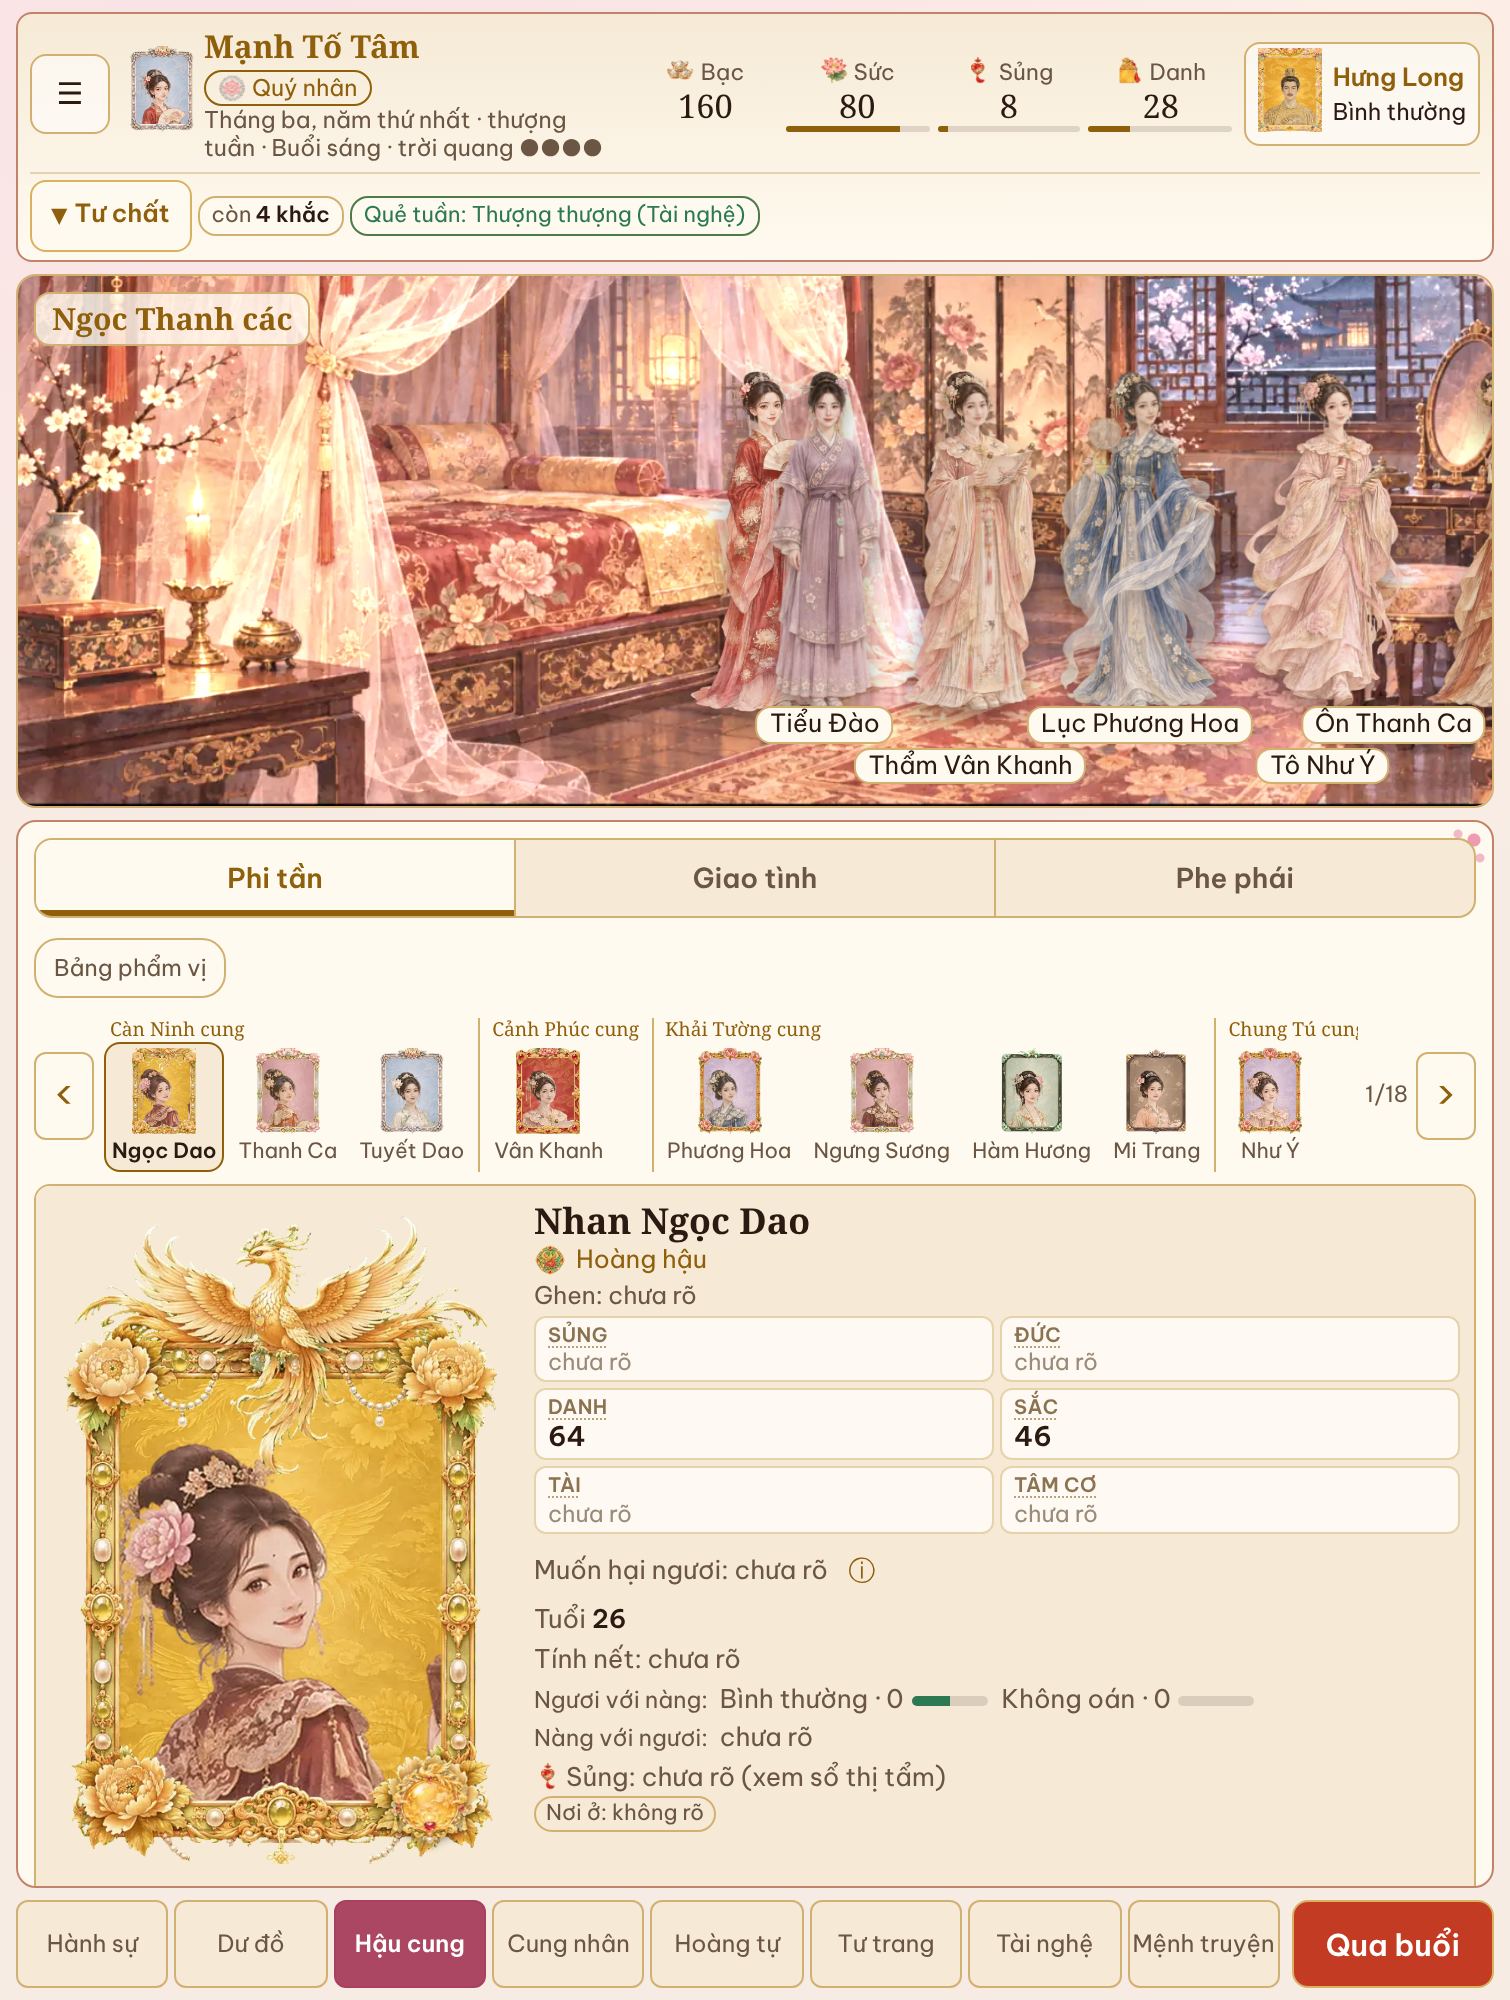 Mạnh Tố Tâm
Quý nhân
Tháng ba, năm thứ nhất · thượng
tuần · Buổi sáng · trời quang
Bạc
160
Sức
80
Sủng
8
Danh
28
Hưng Long
Bình thường
▼ Tư chất
còn 4 khắc
Quẻ tuần: Thượng thượng (Tài nghệ)
Ngọc Thanh các
Tiểu Đào
Lục Phương Hoa
Ôn Thanh Ca
Thẩm Vân Khanh
Tô Như Ý
Phi tần
Giao tình
Phe phái
Bảng phẩm vị
Càn Ninh cung
Cảnh Phúc cung
Khải Tường cung
Chung Tú cung
Ngọc Dao
Thanh Ca
Tuyết Dao
Vân Khanh
Phương Hoa
Ngưng Sương
Hàm Hương
Mi Trang
Như Ý
1/18
Nhan Ngọc Dao
Hoàng hậu
Ghen: chưa rõ
SỦNG
chưa rõ
ĐỨC
chưa rõ
DANH
64
SẮC
46
TÀI
chưa rõ
TÂM CƠ
chưa rõ
Muốn hại ngươi: chưa rõ ⓘ
Tuổi 26
Tính nết: chưa rõ
Ngươi với nàng: Bình thường · 0 Không oán · 0
Nàng với ngươi: chưa rõ
Sủng: chưa rõ (xem sổ thị tẩm)
Nơi ở: không rõ
Hành sự
Dư đồ
Hậu cung
Cung nhân
Hoàng tự
Tư trang
Tài nghệ
Mệnh truyện
Qua buổi